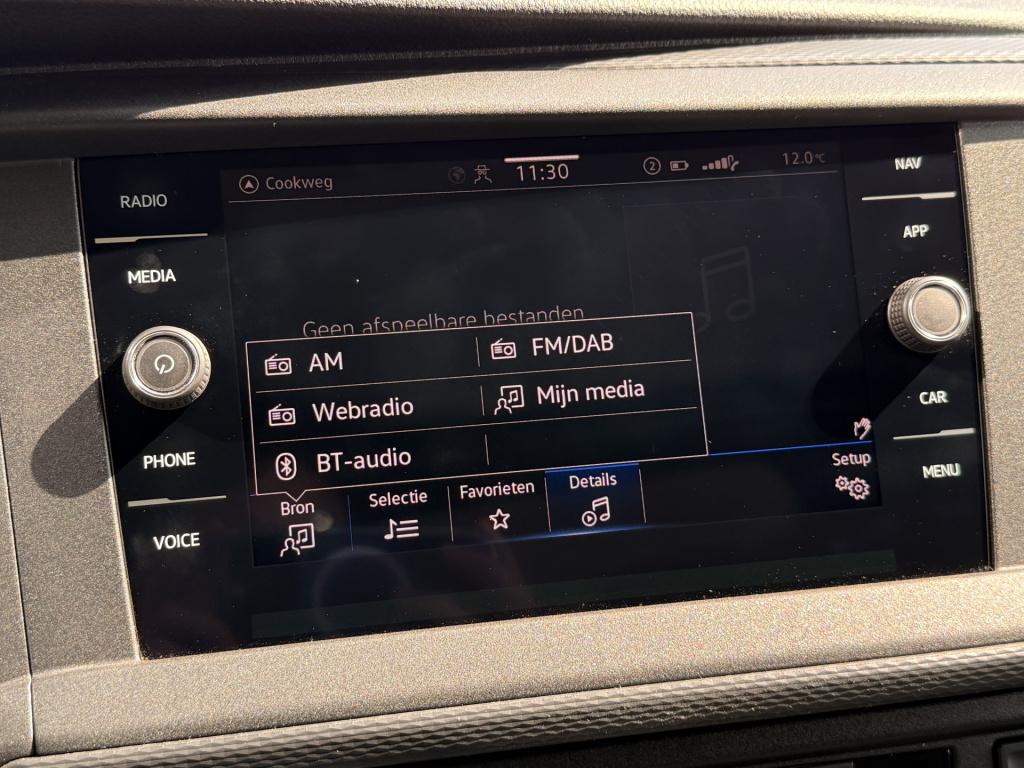 RADIO
MEDIA
PHONE
VOICE
Cookweg
11:30
2
12.0°C
Geen afspeelbare bestanden
AM
FM/DAB
Webradio
Mijn media
BT-audio
Bron
Selectie
Favorieten
Details
Setup
NAV
APP
CAR
MENU